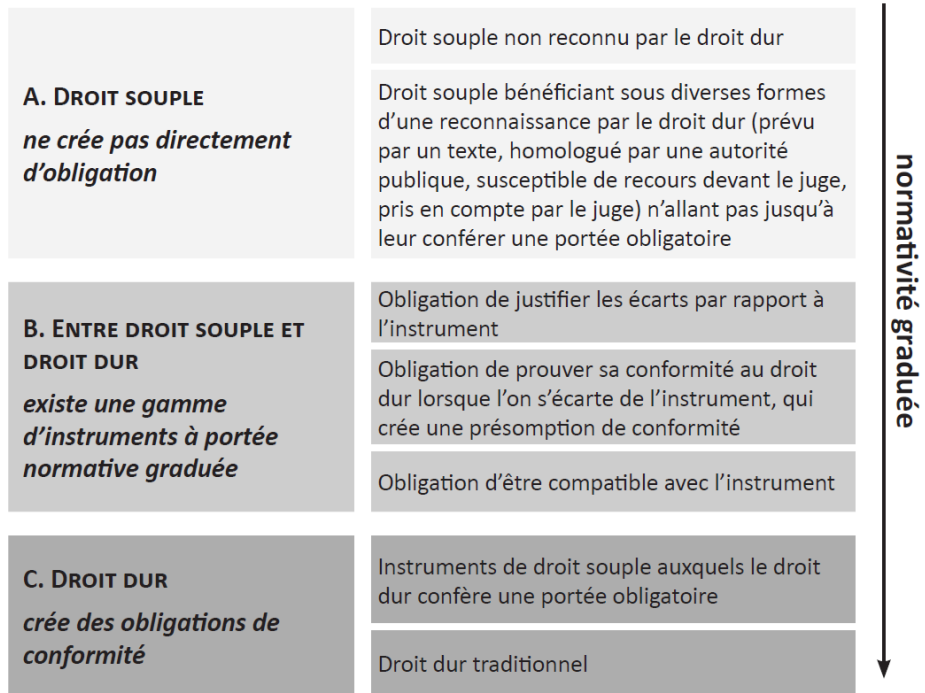 A. DROIT SOUPLE
ne crée pas directement
d’obligation
Droit souple non reconnu par le droit dur
Droit souple bénéficiant sous diverses formes
d’une reconnaissance par le droit dur (prévu
par un texte, homologué par une autorité
publique, susceptible de recours devant le juge,
pris en compte par le juge) n’allant pas jusqu’à
leur conférer une portée obligatoire
B. ENTRE DROIT SOUPLE ET
DROIT DUR
existe une gamme
d’instruments à portée
normative graduée
Obligation de justifier les écarts par rapport à
l’instrument
Obligation de prouver sa conformité au droit
dur lorsque l’on s’écarte de l’instrument, qui
crée une présomption de conformité
Obligation d’être compatible avec l’instrument
C. DROIT DUR
crée des obligations de
conformité
Instruments de droit souple auxquels le droit
dur confère une portée obligatoire
Droit dur traditionnel
normativité graduée